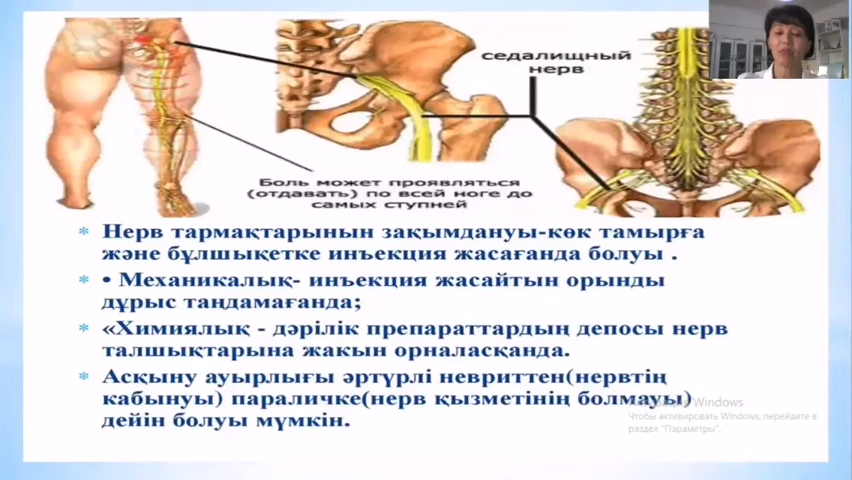 седалищный
нерв
Боль может проявляться
(отдавать) по всей ноге до
самых ступней
* Нерв тармақтарынын зақымдануы-көк тамырға
және бұлшықетке инъекция жасағанда болуы .
* • Механикалық- инъекция жасайтын орынды
дұрыс таңдамағанда;
* «Химиялық - дәрілік препараттардың депосы нерв
талшықтарына жакын орналасқанда.
* Асқыну ауырлығы әртүрлі невриттен(нервтің
кабынуы) параличке(нерв қызметінің болмауы)
дейін болуы мүмкін.
Windows
Чтобы активировать Windows, перейдите в
раздел "Параметры".